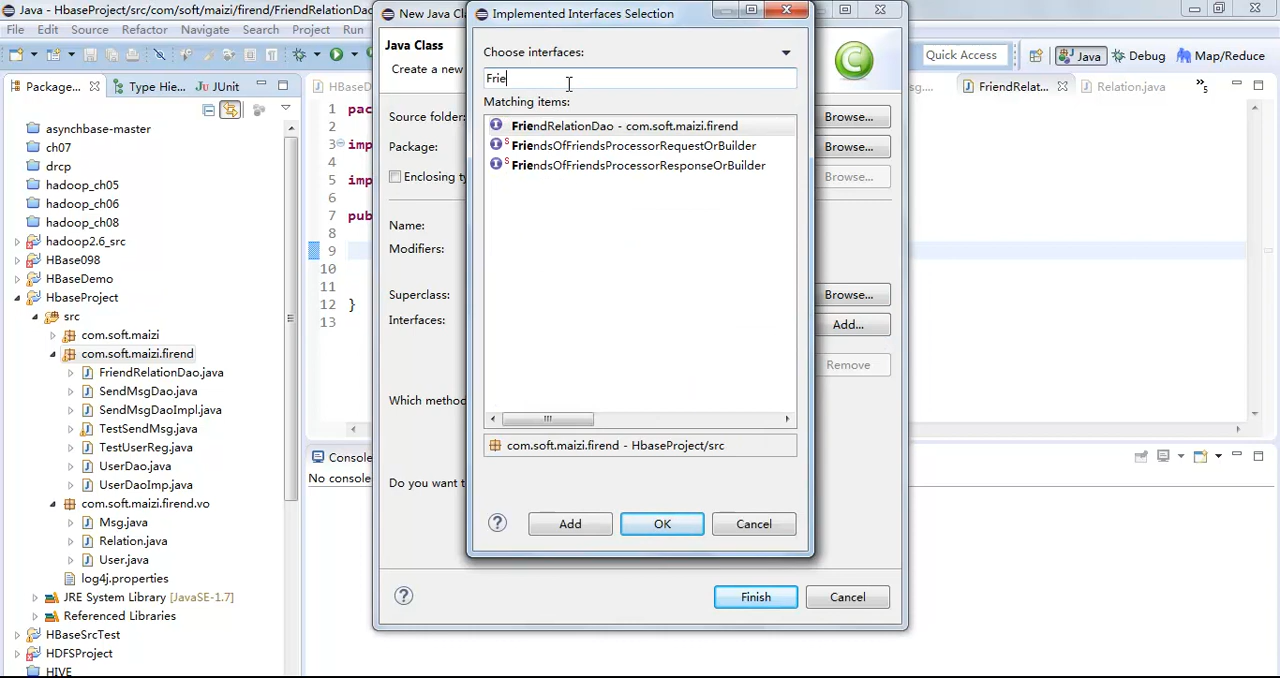 Java - HbaseProject/src/com/soft/maizi/firend/FriendRelationDao
File Edit Source Refactor Navigate Search Project Run
Quick Access
Java
Debug
Map/Reduce
Package...
Type Hie...
JUnit
asynchbase-master
ch07
drcp
hadoop_ch05
hadoop_ch06
hadoop_ch08
hadoop2.6_src
HBase098
HBaseDemo
HbaseProject
src
com.soft.maizi
com.soft.maizi.firend
FriendRelationDao.java
SendMsgDao.java
SendMsgDaoImpl.java
TestSendMsg.java
TestUserReg.java
UserDao.java
UserDaoImp.java
com.soft.maizi.firend.vo
Msg.java
Relation.java
User.java
log4j.properties
JRE System Library [JavaSE-1.7]
Referenced Libraries
HBaseSrcTest
HDFSProject
HIVE
HBaseD
1 pac
3 imp
4
5 imp
6
7 pub
8
9
10
11
12 }
13
Console
No console
New Java Cl
Java Class
Create a new
Source folder:
Browse...
Package:
Browse...
Enclosing ty
Browse...
Name:
Modifiers:
Superclass:
Browse...
Interfaces:
Add...
Remove
Which method
Do you want t
Finish
Cancel
Implemented Interfaces Selection
Choose interfaces:
Frie
Matching items:
FriendRelationDao - com.soft.maizi.firend
S FriendsOfFriendsProcessorRequestOrBuilder
S FriendsOfFriendsProcessorResponseOrBuilder
com.soft.maizi.firend - HbaseProject/src
Add
OK
Cancel
sg....
FriendRelat...
Relation.java
»5